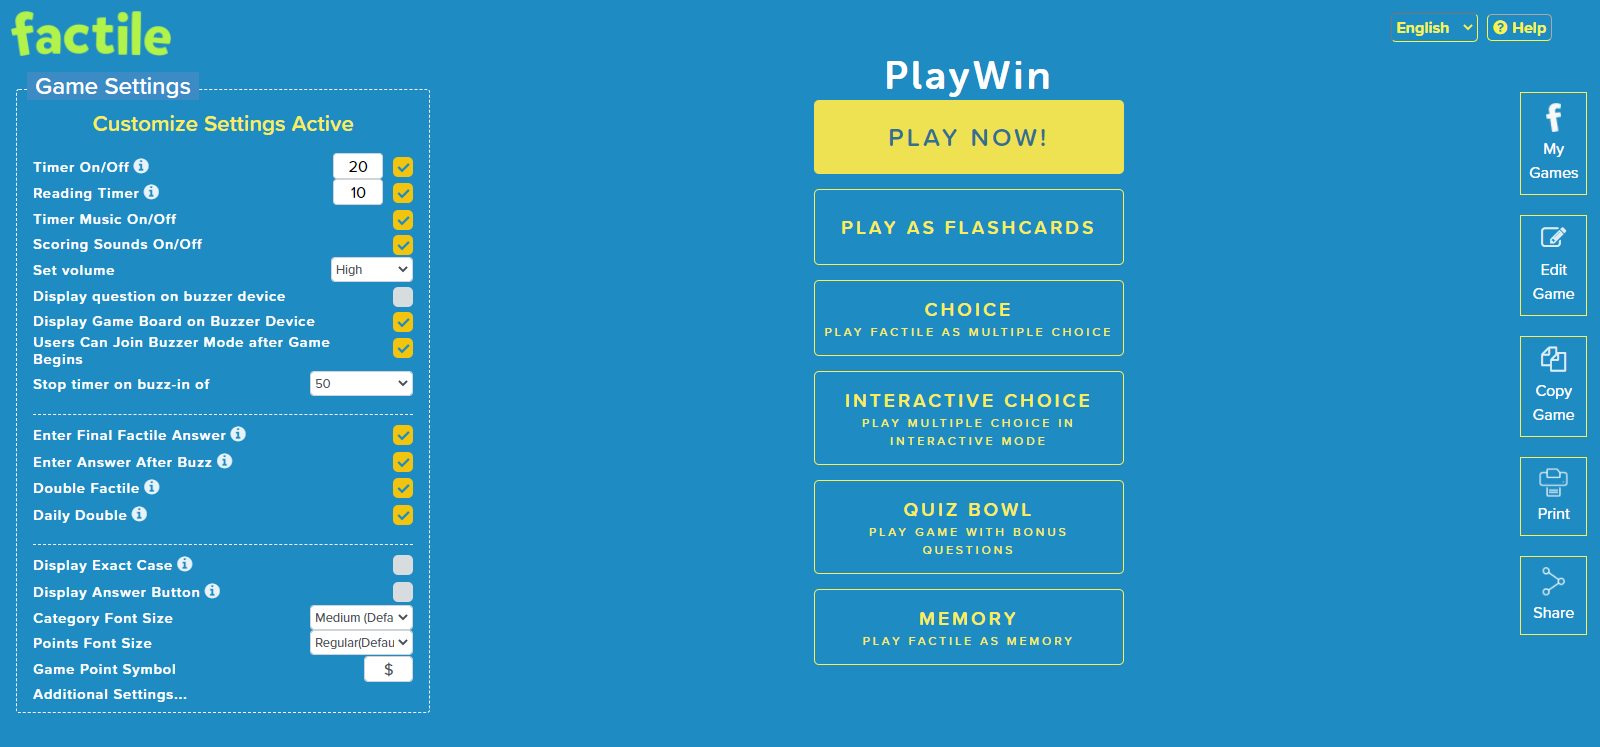 factile
English
Help
Game Settings
Customize Settings Active
Timer On/Off
20
Reading Timer
10
Timer Music On/Off
Scoring Sounds On/Off
Set volume
High
Display question on buzzer device
Display Game Board on Buzzer Device
Users Can Join Buzzer Mode after Game
Begins
Stop timer on buzz-in of
50
Enter Final Factile Answer
Enter Answer After Buzz
Double Factile
Daily Double
Display Exact Case
Display Answer Button
Category Font Size
Medium (Defa
Points Font Size
Regular(Defau
Game Point Symbol
$
Additional Settings...
PlayWin
PLAY NOW!
PLAY AS FLASHCARDS
CHOICE
PLAY FACTILE AS MULTIPLE CHOICE
INTERACTIVE CHOICE
PLAY MULTIPLE CHOICE IN
INTERACTIVE MODE
QUIZ BOWL
PLAY GAME WITH BONUS
QUESTIONS
MEMORY
PLAY FACTILE AS MEMORY
f
My
Games
Edit
Game
Copy
Game
Print
Share